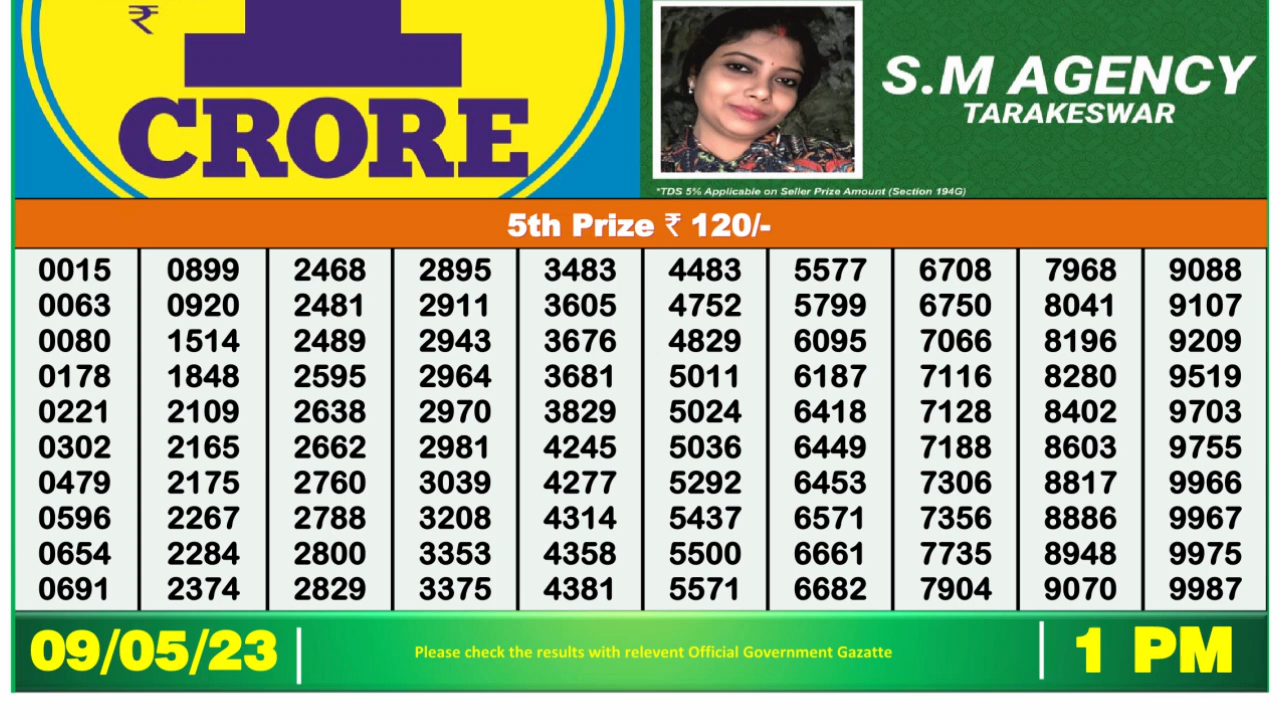 ₹
CRORE
S.M AGENCY
TARAKESWAR
*TDS 5% Applicable on Seller Prize Amount (Section 194G)
5th Prize ₹ 120/-
0015 0899 2468 2895 3483 4483 5577 6708 7968 9088
0063 0920 2481 2911 3605 4752 5799 6750 8041 9107
0080 1514 2489 2943 3676 4829 6095 7066 8196 9209
0178 1848 2595 2964 3681 5011 6187 7116 8280 9519
0221 2109 2638 2970 3829 5024 6418 7128 8402 9703
0302 2165 2662 2981 4245 5036 6449 7188 8603 9755
0479 2175 2760 3039 4277 5292 6453 7306 8817 9966
0596 2267 2788 3208 4314 5437 6571 7356 8886 9967
0654 2284 2800 3353 4358 5500 6661 7735 8948 9975
0691 2374 2829 3375 4381 5571 6682 7904 9070 9987
09/05/23
Please check the results with relevent Official Government Gazatte
1 PM